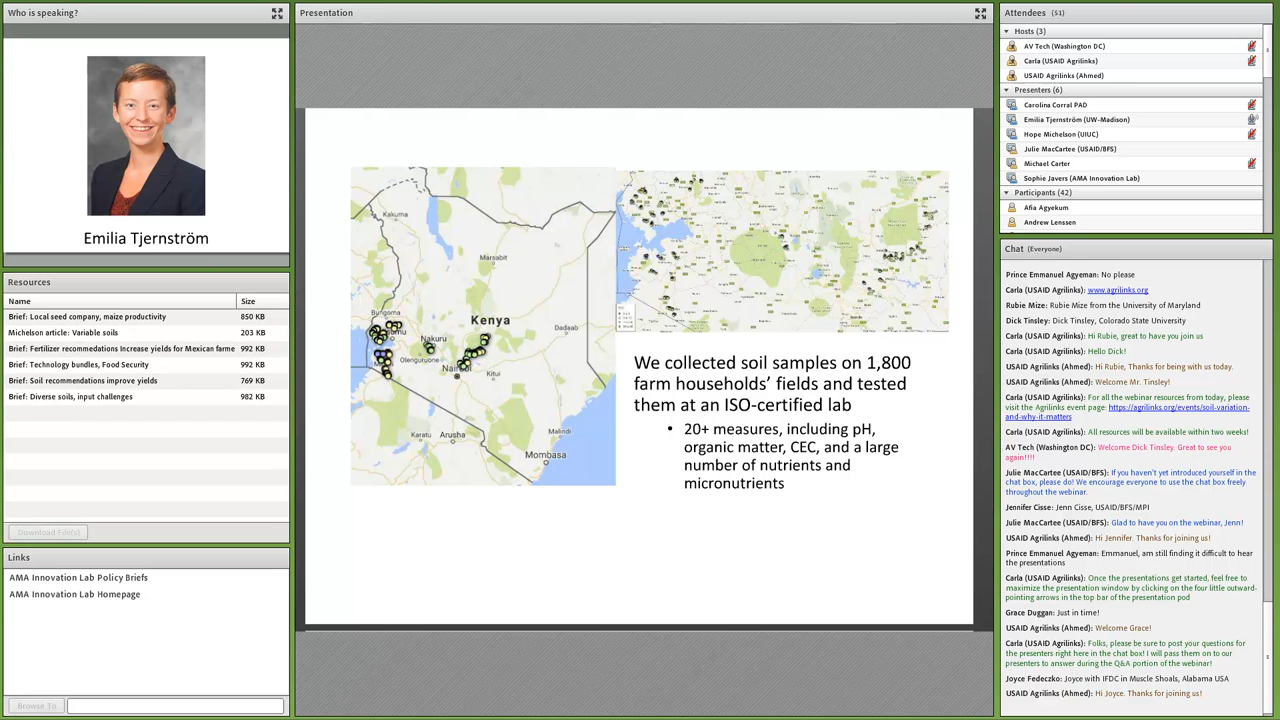 Who is speaking?
Emilia Tjernström
Resources
Name Size
Brief: Local seed company, maize productivity 850 KB
Michelson article: Variable soils 203 KB
Brief: Fertilizer recommendations Increase yields for Mexican farme 992 KB
Brief: Technology bundles, Food Security 992 KB
Brief: Soil recommendations improve yields 769 KB
Brief: Diverse soils, input challenges 982 KB
Download File(s)
Links
AMA Innovation Lab Policy Briefs
AMA Innovation Lab Homepage
Browse To
Presentation
Kakuma
Marsabit
Bungoma
Kenya
Dadaab
Nakuru
Olenguruone
Kitui
Karatu
Arusha
Malindi
Mombasa
We collected soil samples on 1,800
farm households’ fields and tested
them at an ISO-certified lab
• 20+ measures, including pH,
organic matter, CEC, and a large
number of nutrients and
micronutrients
Attendees (51)
Hosts (3)
AV Tech (Washington DC)
Carla (USAID Agrilinks)
USAID Agrilinks (Ahmed)
Presenters (6)
Carolina Corral PAD
Emilia Tjernström (UW-Madison)
Hope Michelson (UIUC)
Julie MacCartee (USAID/BFS)
Michael Carter
Sophie Javers (AMA Innovation Lab)
Participants (42)
Afia Agyekum
Andrew Lenssen
Chat (Everyone)
Prince Emmanuel Agyeman: No please
Carla (USAID Agrilinks): www.agrilinks.org
Rubie Mize: Rubie Mize from the University of Maryland
Dick Tinsley: Dick Tinsley, Colorado State University
Carla (USAID Agrilinks): Hi Rubie, great to have you join us
Carla (USAID Agrilinks): Hello Dick!
USAID Agrilinks (Ahmed): Hi Rubie, Thanks for being with us today.
USAID Agrilinks (Ahmed): Welcome Mr. Tinsley!
Carla (USAID Agrilinks): For all the webinar resources from today, please
visit the Agrilinks event page: https://agrilinks.org/events/soil-variation-
and-why-it-matters
Carla (USAID Agrilinks): All resources will be available within two weeks!
AV Tech (Washington DC): Welcome Dick Tinsley. Great to see you
again!!!!
Julie MacCartee (USAID/BFS): If you haven't yet introduced yourself in the
chat box, please do! We encourage everyone to use the chat box freely
throughout the webinar.
Jennifer Cisse: Jenn Cisse, USAID/BFS/MPI
Julie MacCartee (USAID/BFS): Glad to have you on the webinar, Jenn!
USAID Agrilinks (Ahmed): Hi Jennifer. Thanks for joining us!
Prince Emmanuel Agyeman: Emmanuel, am still finding it difficult to hear
the presentations
Carla (USAID Agrilinks): Once the presentations get started, feel free to
maximize the presentation window by clicking on the four little outward-
pointing arrows in the top bar of the presentation pod
Grace Duggan: Just in time!
USAID Agrilinks (Ahmed): Welcome Grace!
Carla (USAID Agrilinks): Folks, please be sure to post your questions for
the presenters right here in the chat box! I will pass them on to our
presenters to answer during the Q&A portion of the webinar!
Joyce Fedeczko: Joyce with IFDC in Muscle Shoals, Alabama USA
USAID Agrilinks (Ahmed): Hi Joyce. Thanks for joining us!